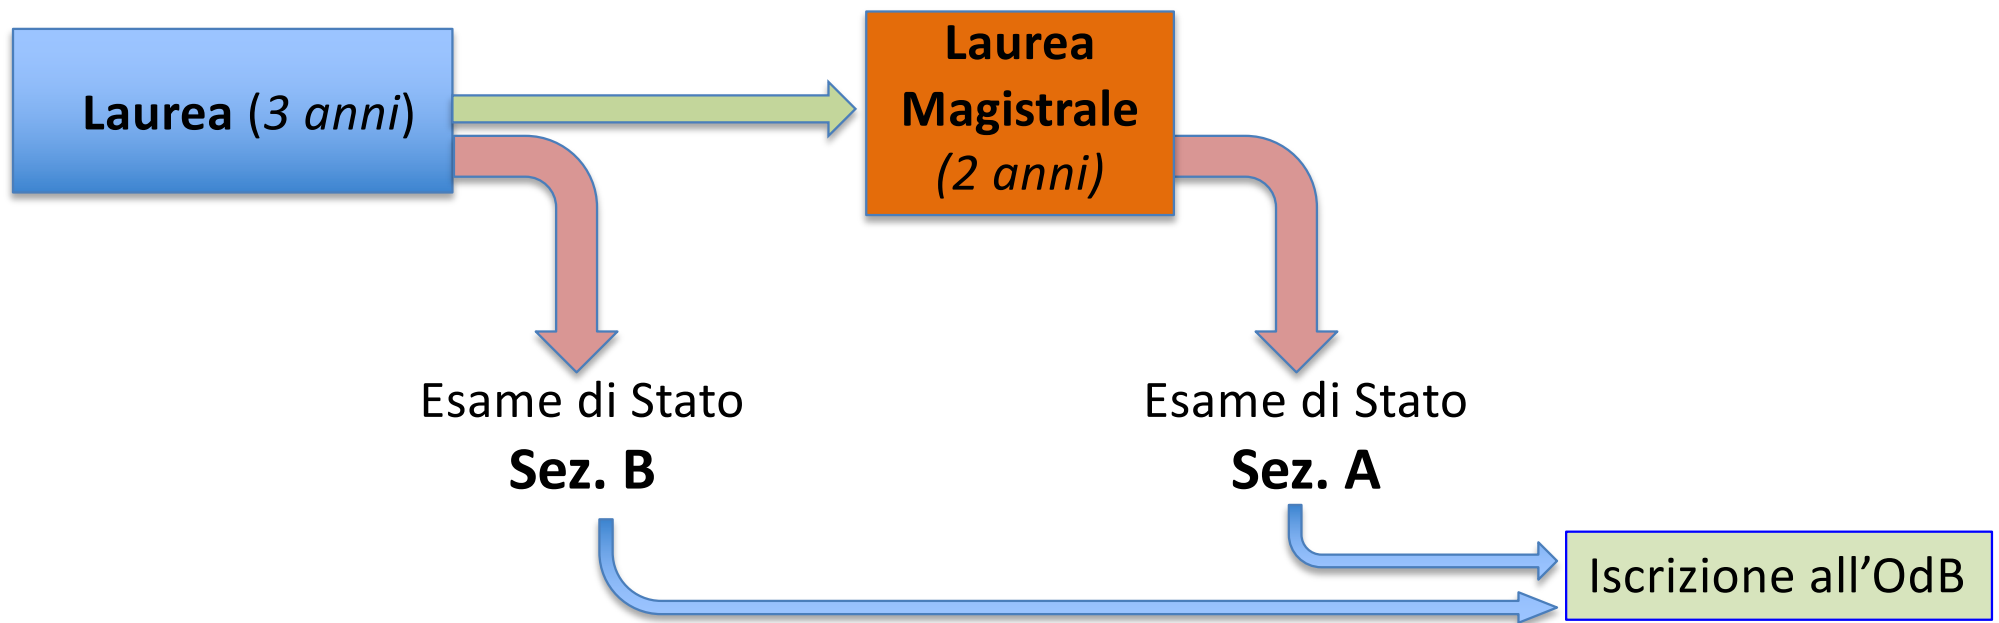 Laurea (3 anni)
Laurea
Magistrale
(2 anni)
Esame di Stato
Sez. B
Esame di Stato
Sez. A
Iscrizione all’OdB